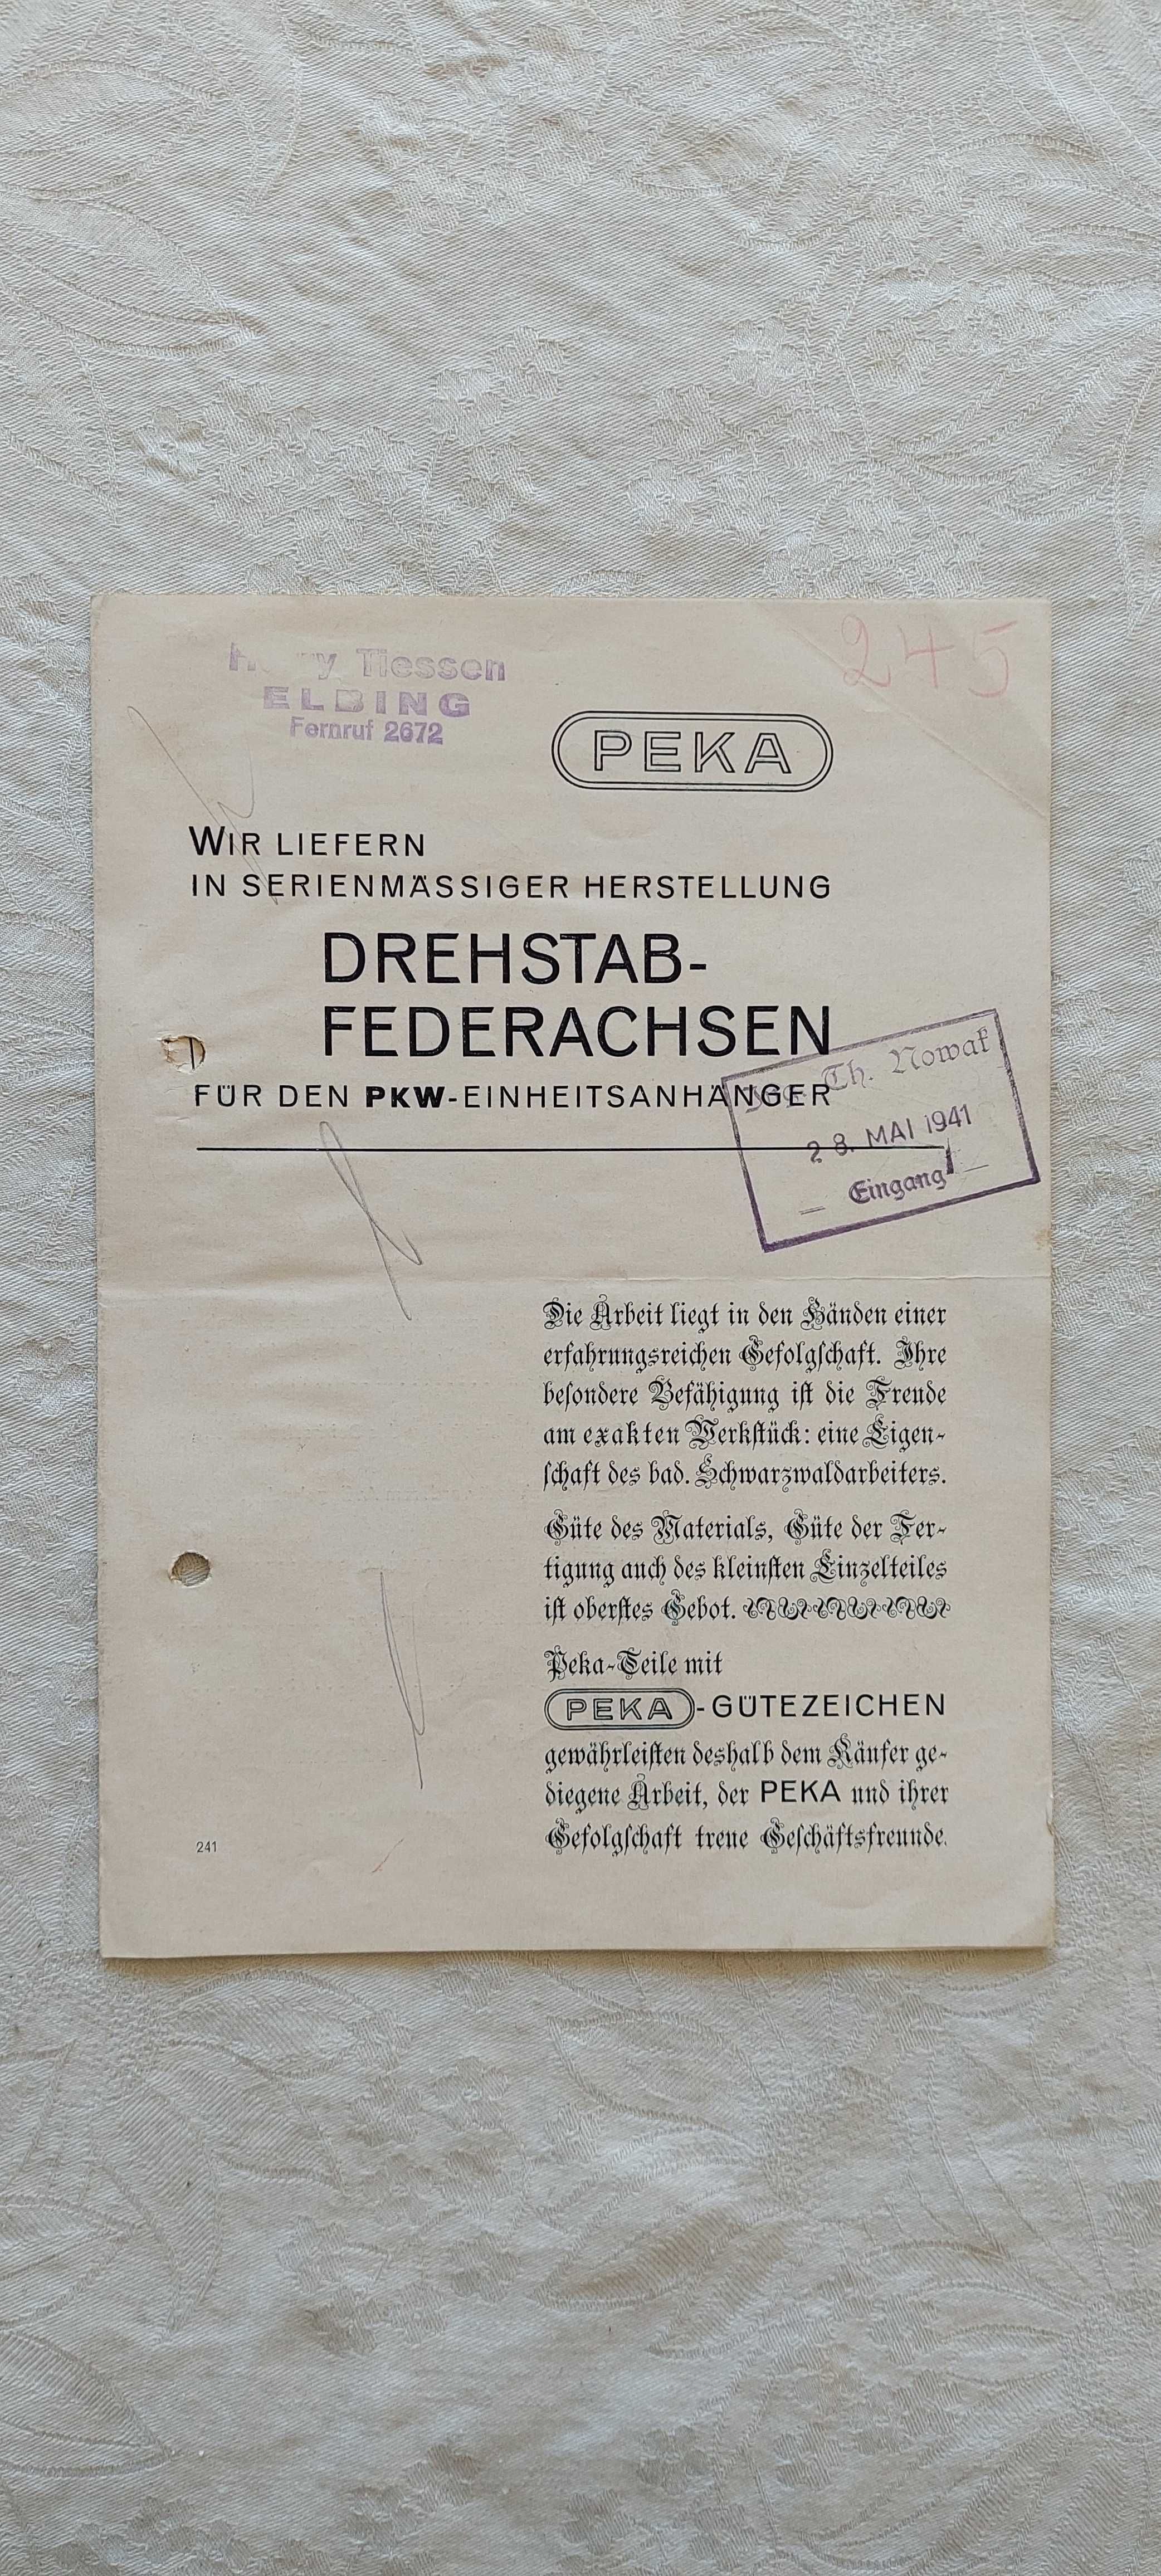 245
Tiessen
ELBING
Fernruf 2672
PEKA
WIR LIEFERN
IN SERIENMÄSSIGER HERSTELLUNG
DREHSTAB-
FEDERACHSEN
FÜR DEN PKW-EINHEITSANHÄNGER
Th. Nowak
28. MAI 1941
Eingang
Die Arbeit liegt in den Händen einer
erfahrungsreichen Gefolgſchaft. Ihre
beſondere Befähigung iſt die Freude
am exakten Werkſtück: eine Eigen-
ſchaft des bad. Schwarzwaldarbeiters.
Güte des Materials, Güte der Fer-
tigung auch des kleinſten Einzelteiles
iſt oberſtes Gebot.
Peka-Teile mit
PEKA-GÜTEZEICHEN
gewährleiſten deshalb dem Käufer ge-
diegene Arbeit, der PEKA und ihrer
Gefolgſchaft treue Geſchäftsfreunde.
241